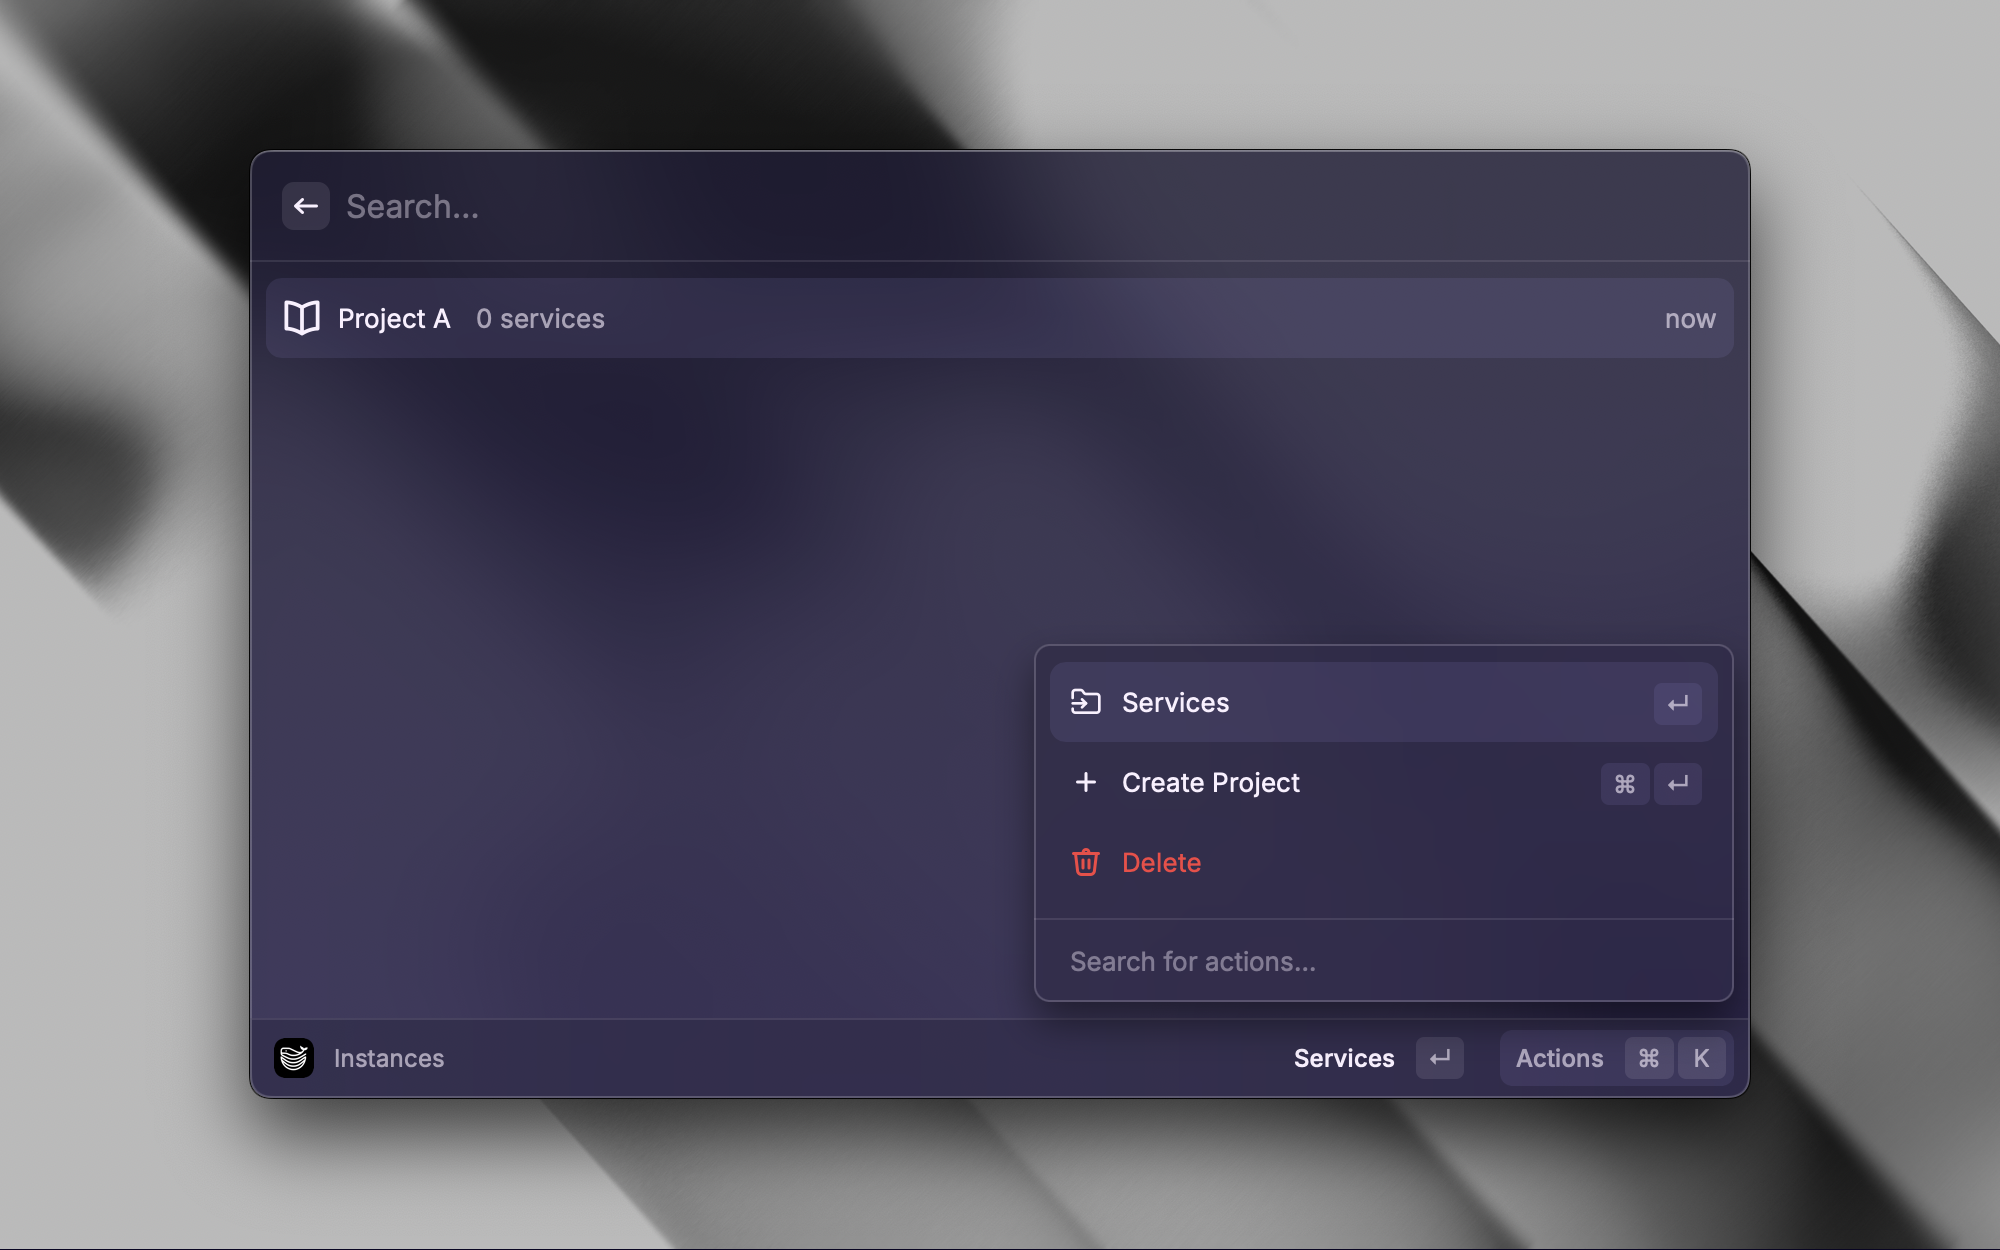 Search...
Project A 0 services now
Services ↵
Create Project ⌘ ↵
Delete
Search for actions...
Instances Services ↵ Actions ⌘ K